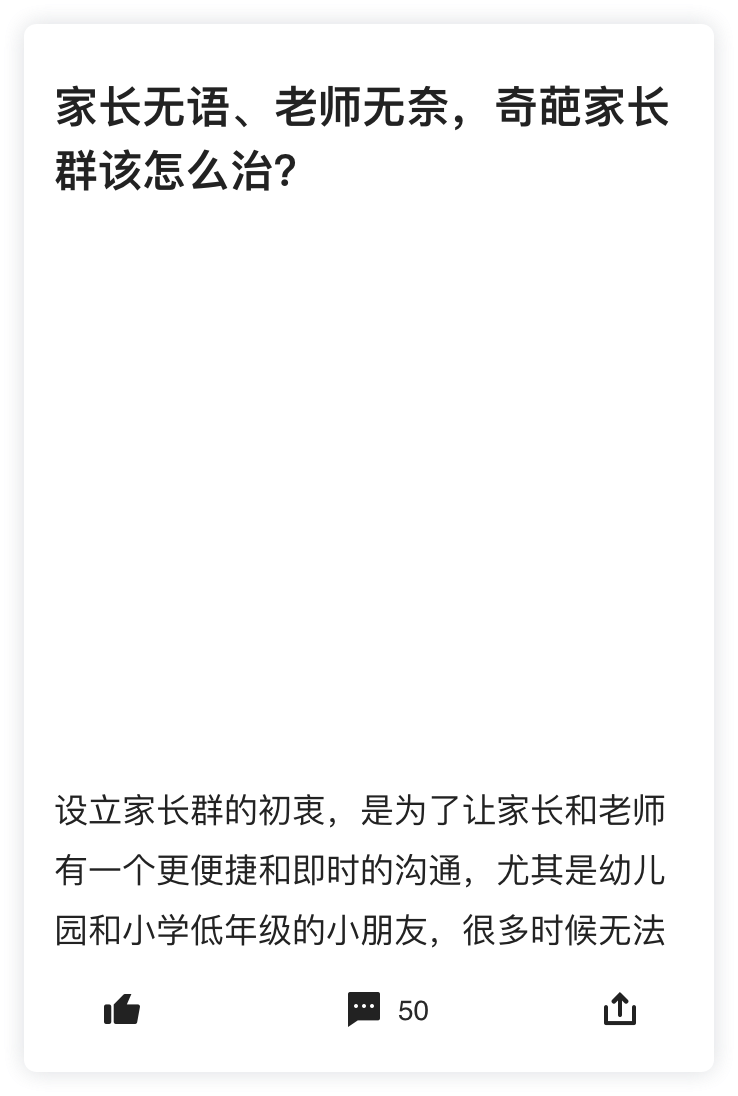 家长无语、老师无奈，奇葩家长
群该怎么治？
设立家长群的初衷，是为了让家长和老师
有一个更便捷和即时的沟通，尤其是幼儿
园和小学低年级的小朋友，很多时候无法
50